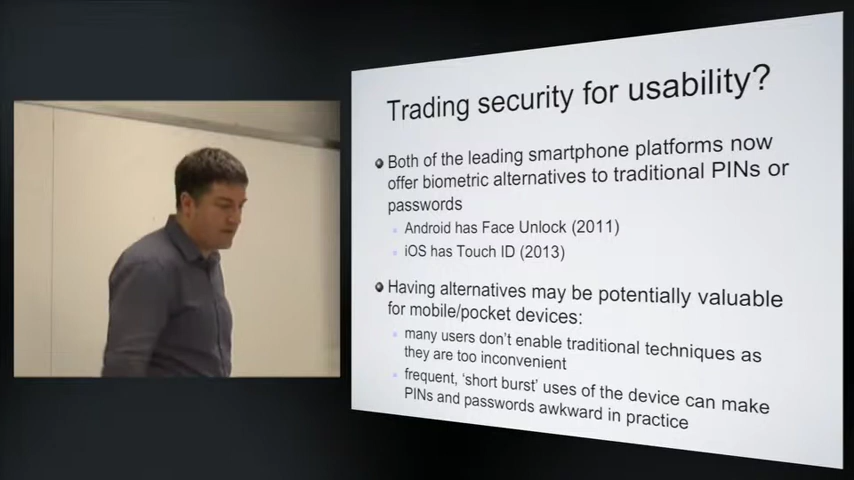 Trading security for usability?
Both of the leading smartphone platforms now
offer biometric alternatives to traditional PINs or
passwords
Android has Face Unlock (2011)
iOS has Touch ID (2013)
Having alternatives may be potentially valuable
for mobile/pocket devices:
many users don't enable traditional techniques as
they are too inconvenient
frequent, 'short burst' uses of the device can make
PINs and passwords awkward in practice